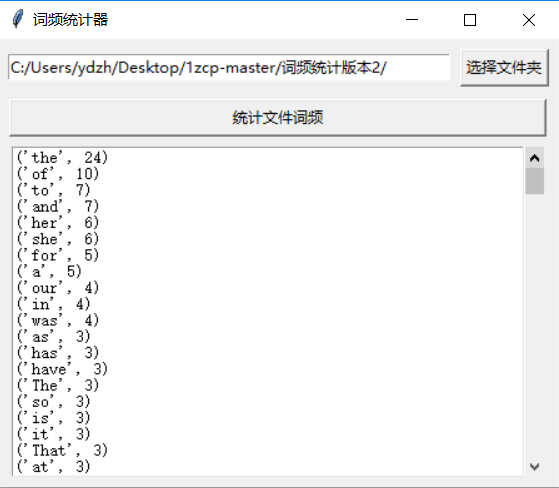 词频统计器
C:/Users/ydzh/Desktop/1zcp-master/词频统计版本2/
选择文件夹
统计文件词频
('the', 24)
('of', 10)
('to', 7)
('and', 7)
('her', 6)
('she', 6)
('for', 5)
('a', 5)
('our', 4)
('in', 4)
('was', 4)
('as', 3)
('has', 3)
('have', 3)
('The', 3)
('so', 3)
('is', 3)
('it', 3)
('That', 3)
('at', 3)